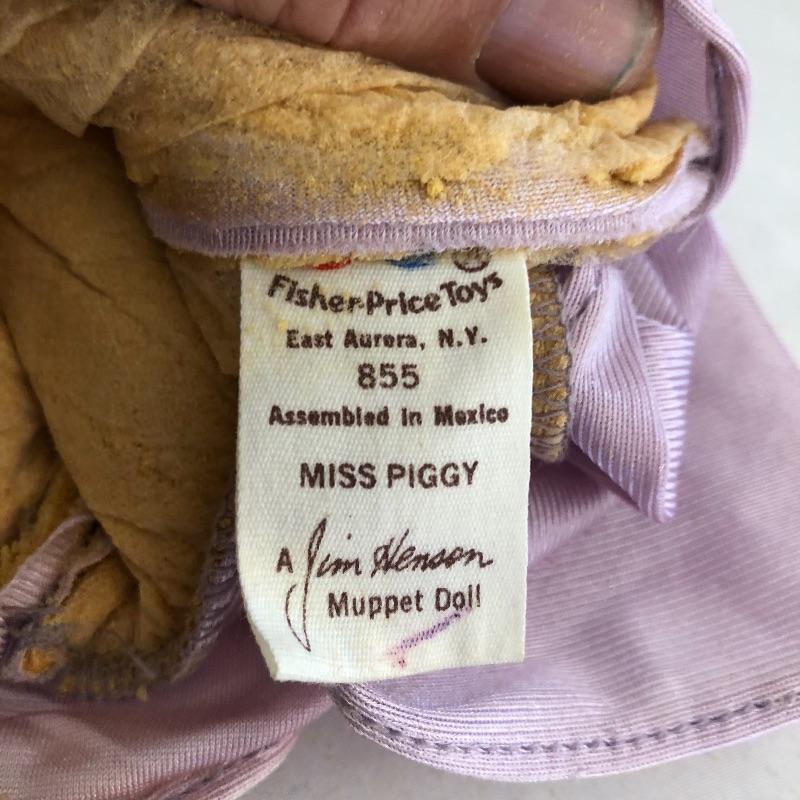 Fisher-Price Toys
East Aurora, N.Y.
855
Assembled in Mexico
MISS PIGGY
A Jim Henson
Muppet Doll